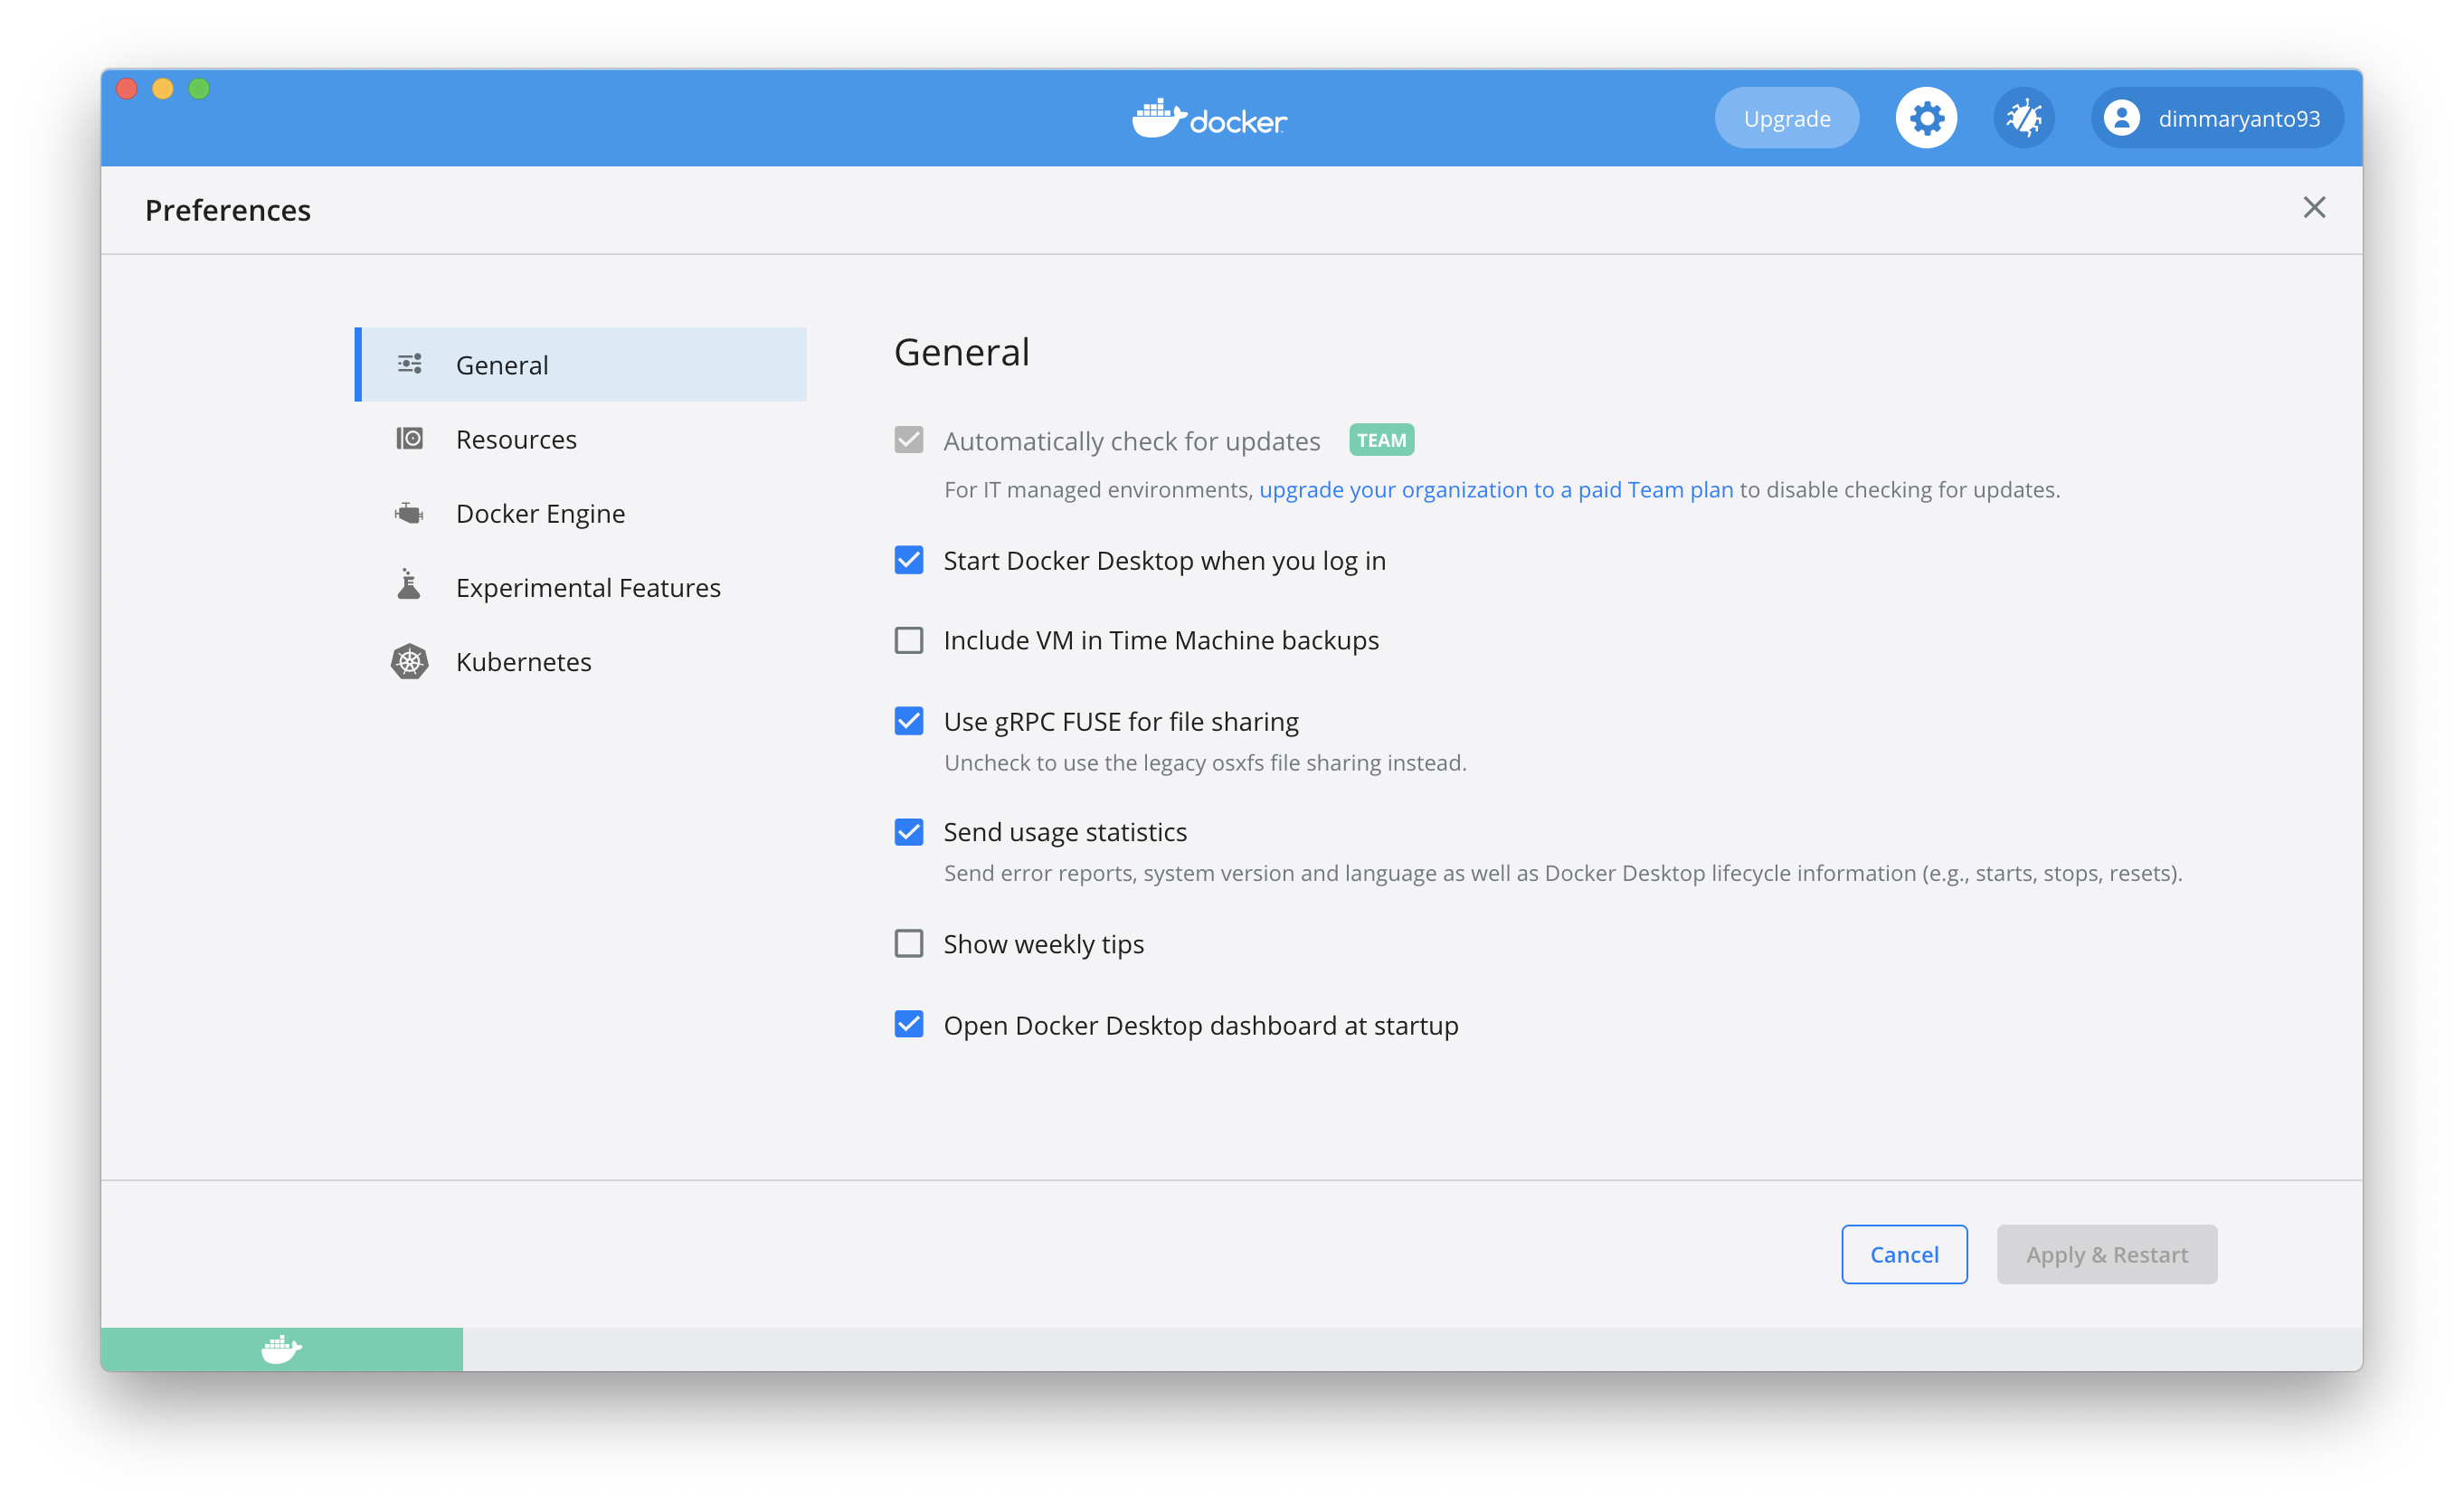 docker
Upgrade
dimmaryanto93
Preferences
General
Resources
Docker Engine
Experimental Features
Kubernetes
General
Automatically check for updates TEAM
For IT managed environments, upgrade your organization to a paid Team plan to disable checking for updates.
Start Docker Desktop when you log in
Include VM in Time Machine backups
Use gRPC FUSE for file sharing
Uncheck to use the legacy osxfs file sharing instead.
Send usage statistics
Send error reports, system version and language as well as Docker Desktop lifecycle information (e.g., starts, stops, resets).
Show weekly tips
Open Docker Desktop dashboard at startup
Cancel
Apply & Restart